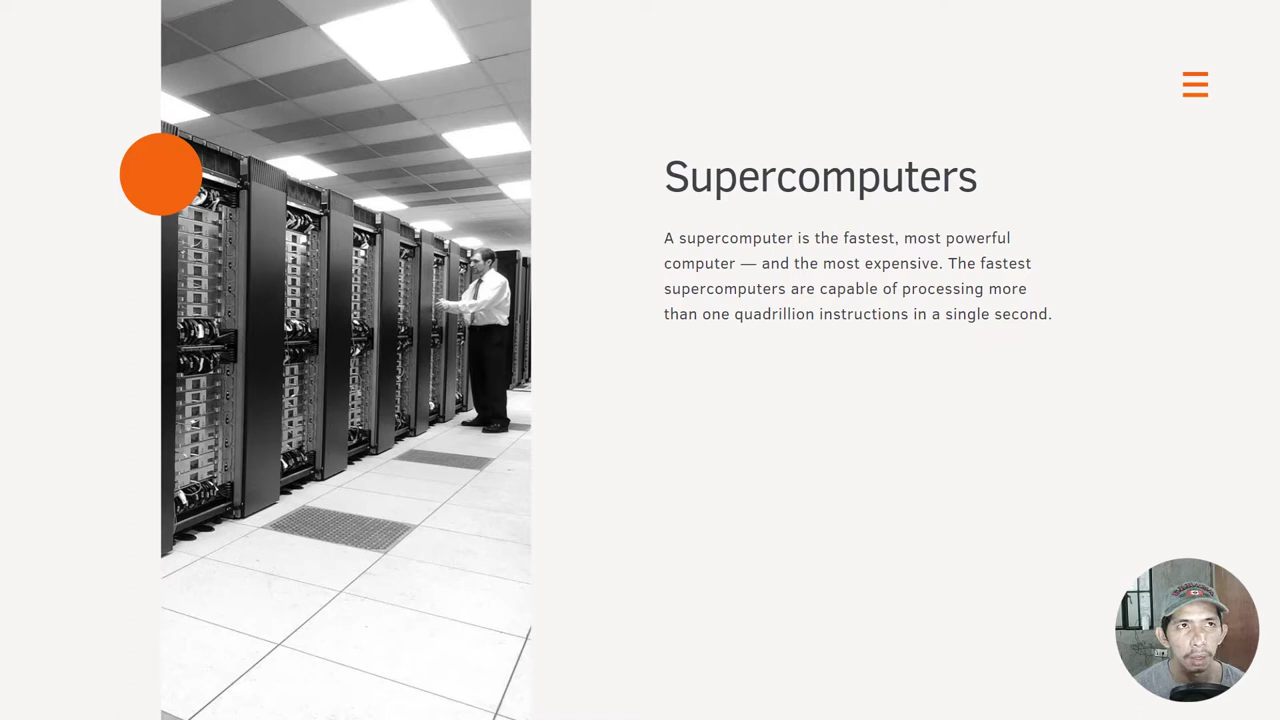 Supercomputers
A supercomputer is the fastest, most powerful
computer — and the most expensive. The fastest
supercomputers are capable of processing more
than one quadrillion instructions in a single second.